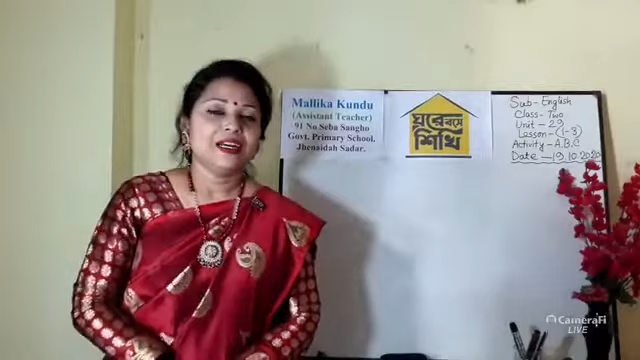 Mallika Kundu
(Assistant Teacher)
91 No Seba Sangho
Govt. Primary School.
Jhenaidah Sadar.
ঘরে বসে
শিখি
Sub- English
Class- Two
Unit - 29
Lesson - (1-3)
Activity - A.B.C
Date - 19.10.2020
CameraFi
LIVE